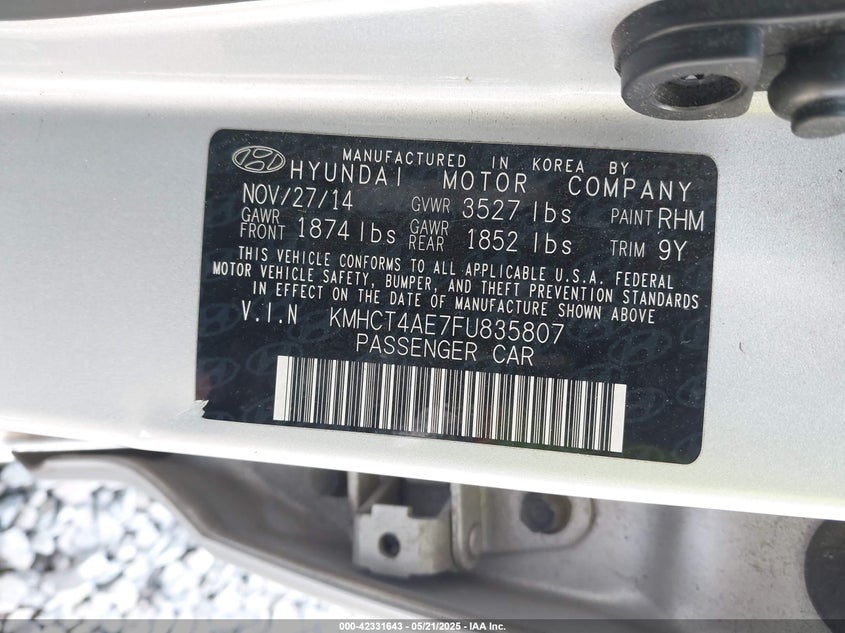 MANUFACTURED IN KOREA BY
HYUNDAI MOTOR COMPANY
NOV/27/14 GVWR 3527 lbs PAINT RHM
GAWR FRONT 1874 lbs GAWR REAR 1852 lbs TRIM 9Y
THIS VEHICLE CONFORMS TO ALL APPLICABLE U.S.A. FEDERAL
MOTOR VEHICLE SAFETY, BUMPER, AND THEFT PREVENTION STANDARDS
IN EFFECT ON THE DATE OF MANUFACTURE SHOWN ABOVE
V.I.N KMHCT4AE7FU835807
PASSENGER CAR
000-42331643 - 05/21/2025 - IAA Inc.